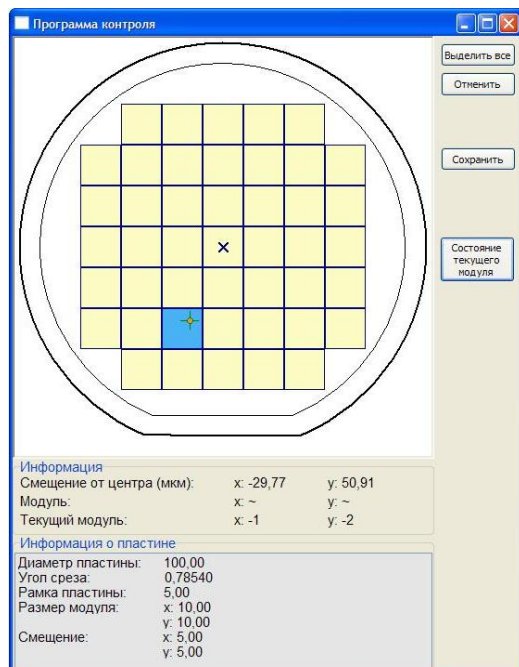 Программа контроля
Выделить все
Отменить
Сохранить
Состояние
текущего
модуля
Информация
Смещение от центра (мкм): x: -29,77 y: 50,91
Модуль: x: ~ y: ~
Текущий модуль: x: -1 y: -2
Информация о пластине
Диаметр пластины: 100,00
Угол среза: 0,78540
Рамка пластины: 5,00
Размер модуля: x: 10,00
y: 10,00
Смещение: x: 5,00
y: 5,00